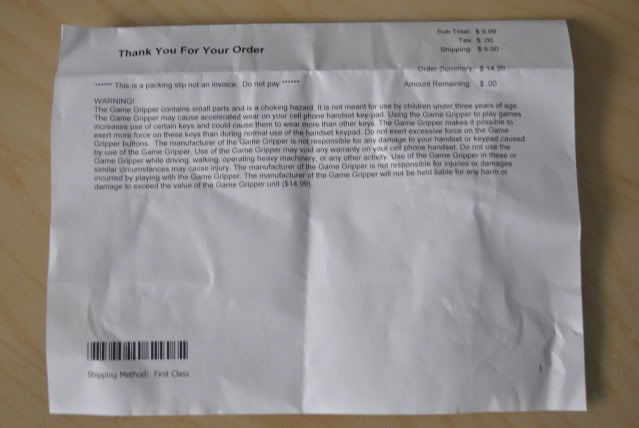 Sub Total: $ 9.99
Thank You For Your Order
Tax: $ .00
Shipping: $ 5.00
Order Summary: $ 14.99
****** This is a packing slip not an invoice.  Do not pay ******
Amount Remaining: $ .00
WARNING!
The Game Gripper contains small parts and is a choking hazard. It is not meant for use by children under three years of age.
The Game Gripper may cause accelerated wear on your cell phone handset key pad. Using the Game Gripper to play games
increases use of certain keys and could cause them to wear more than other keys. The Game Gripper makes it possible to
exert more force on these keys than during normal use of the handset keypad. Do not exert excessive force on the Game
Gripper buttons.  The manufacturer of the Game Gripper is not responsible for any damage to your handset or keypad caused
by use of the Game Gripper. Use of the Game Gripper may void any warranty on your cell phone handset. Do not use the
Game Gripper while driving, walking, operating heavy machinery, or any other activity. Use of the Game Gripper in these or
similar circumstances may cause injury. The manufacturer of the Game Gripper is not responsible for injuries or damages
incurred by playing with the Game Gripper. The manufacturer of the Game Gripper will not be held liable for any harm or
damage to exceed the value of the Game Gripper unit ($14.99).
Shipping Method:  First Class
1